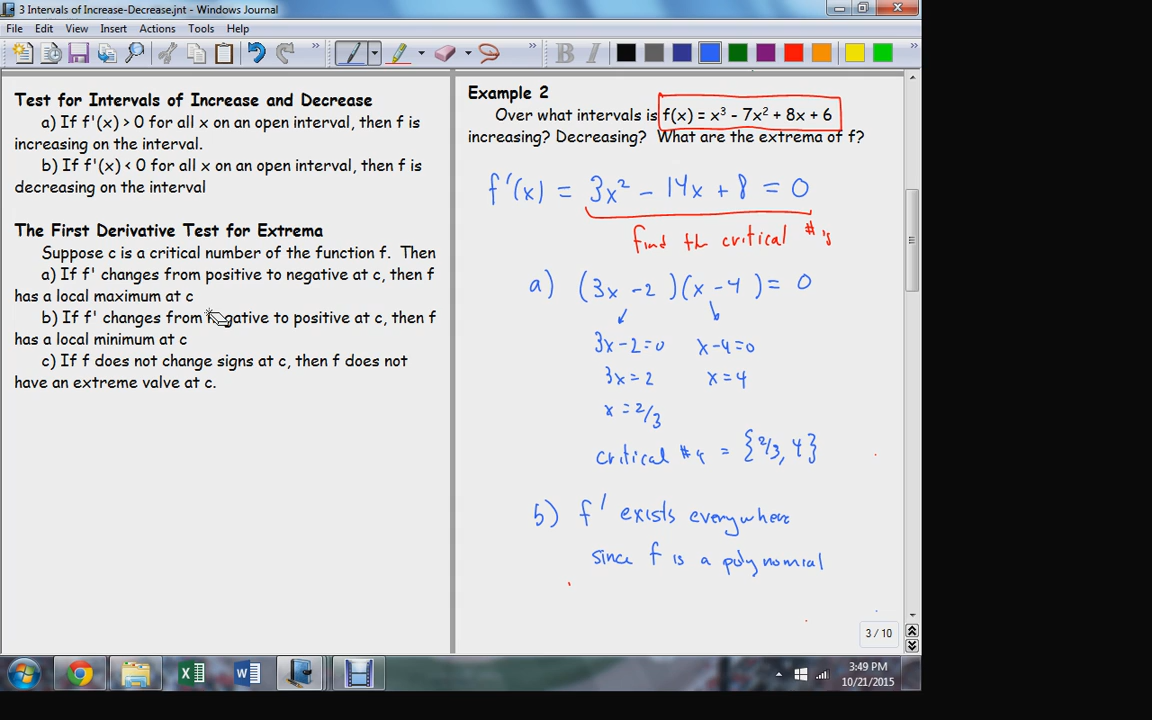 3 Intervals of Increase-Decrease.jnt - Windows Journal
File Edit View Insert Actions Tools Help
Test for Intervals of Increase and Decrease
a) If f'(x) > 0 for all x on an open interval, then f is
increasing on the interval.
b) If f'(x) < 0 for all x on an open interval, then f is
decreasing on the interval
The First Derivative Test for Extrema
Suppose c is a critical number of the function f. Then
a) If f' changes from positive to negative at c, then f
has a local maximum at c
b) If f' changes from negative to positive at c, then f
has a local minimum at c
c) If f does not change signs at c, then f does not
have an extreme valve at c.
Example 2
Over what intervals is f(x) = x³ - 7x² + 8x + 6
increasing? Decreasing? What are the extrema of f?
f'(x) = 3x² - 14x + 8 = 0
find the critical #'s
a) (3x - 2)(x - 4) = 0
3x-2=0 x-4=0
3x=2 x=4
x=2/3
critical #s = {2/3, 4}
b) f' exists everywhere
since f is a polynomial
3 / 10
3:49 PM
10/21/2015